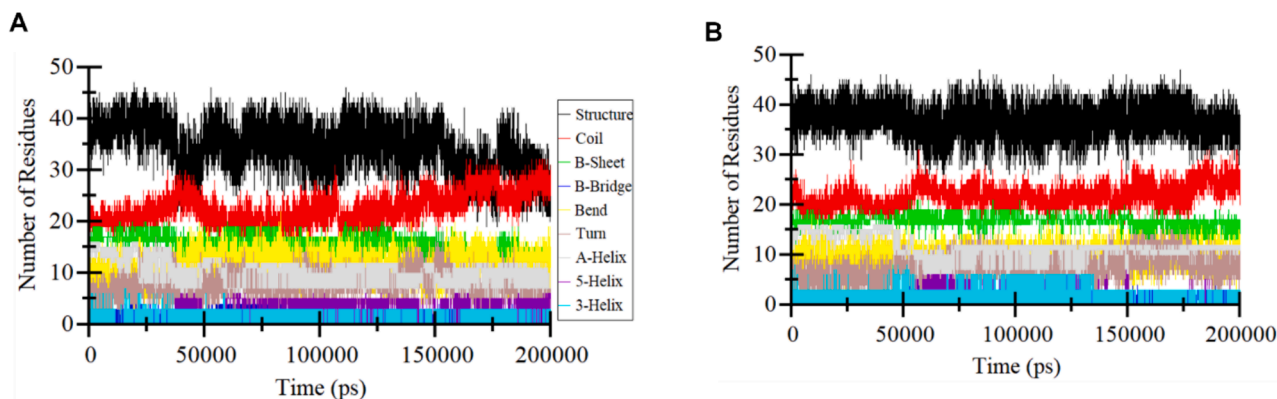 A
50
40
30
20
10
0
Number of Residues
0 50000 100000 150000 200000
Time (ps)
Structure
Coil
B-Sheet
B-Bridge
Bend
Turn
A-Helix
5-Helix
3-Helix
B
50
40
30
20
10
0
Number of Residues
0 50000 100000 150000 200000
Time (ps)